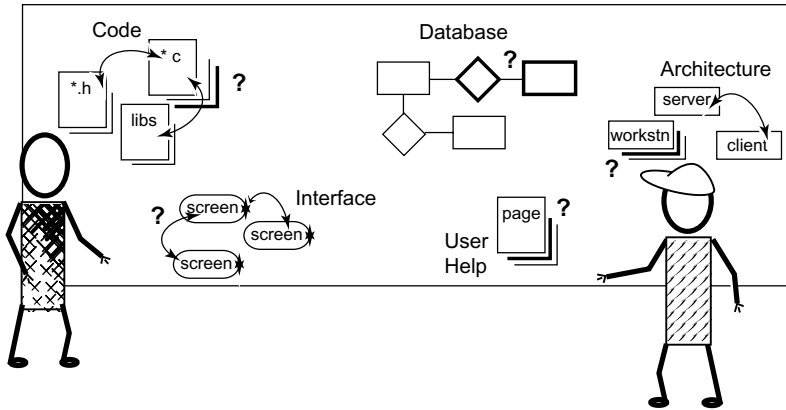 Code
* c
?
*.h
libs
Database
?
Architecture
server
workstn
client
?
Interface
screen
?
screen
screen
page
?
User
Help